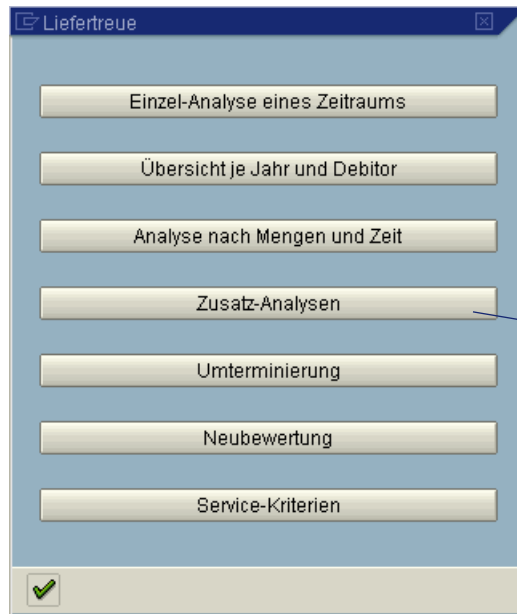 Liefertreue
Einzel-Analyse eines Zeitraums
Übersicht je Jahr und Debitor
Analyse nach Mengen und Zeit
Zusatz-Analysen
Umterminierung
Neubewertung
Service-Kriterien